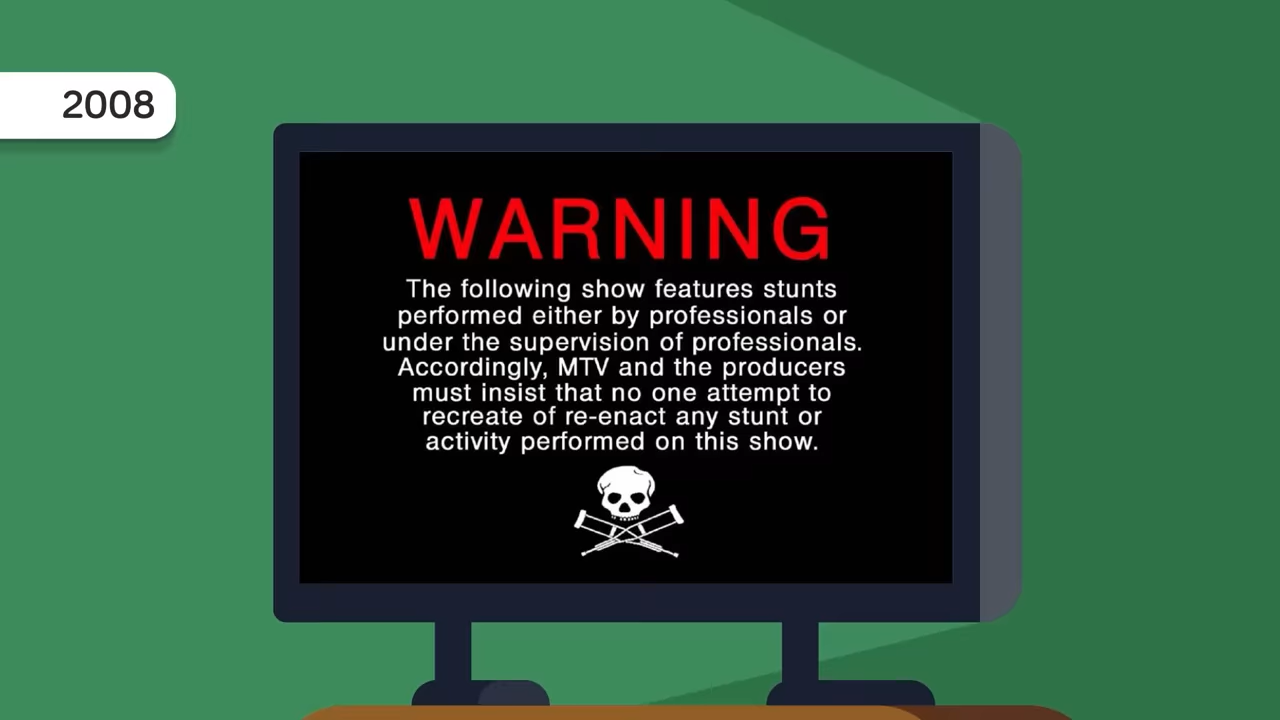 2008
WARNING
The following show features stunts
performed either by professionals or
under the supervision of professionals.
Accordingly, MTV and the producers
must insist that no one attempt to
recreate of re-enact any stunt or
activity performed on this show.